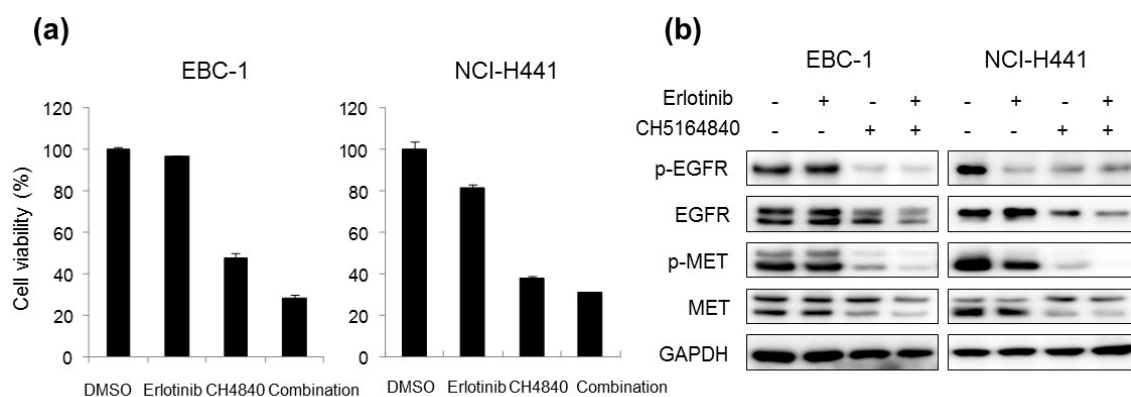 (a)
EBC-1
NCI-H441
Cell viability (%)
120
100
80
60
40
20
0
DMSO Erlotinib CH4840 Combination
120
100
80
60
40
20
0
DMSO Erlotinib CH4840 Combination
(b)
EBC-1 NCI-H441
Erlotinib - + - + - + - +
CH5164840 - - + + - - + +
p-EGFR
EGFR
p-MET
MET
GAPDH